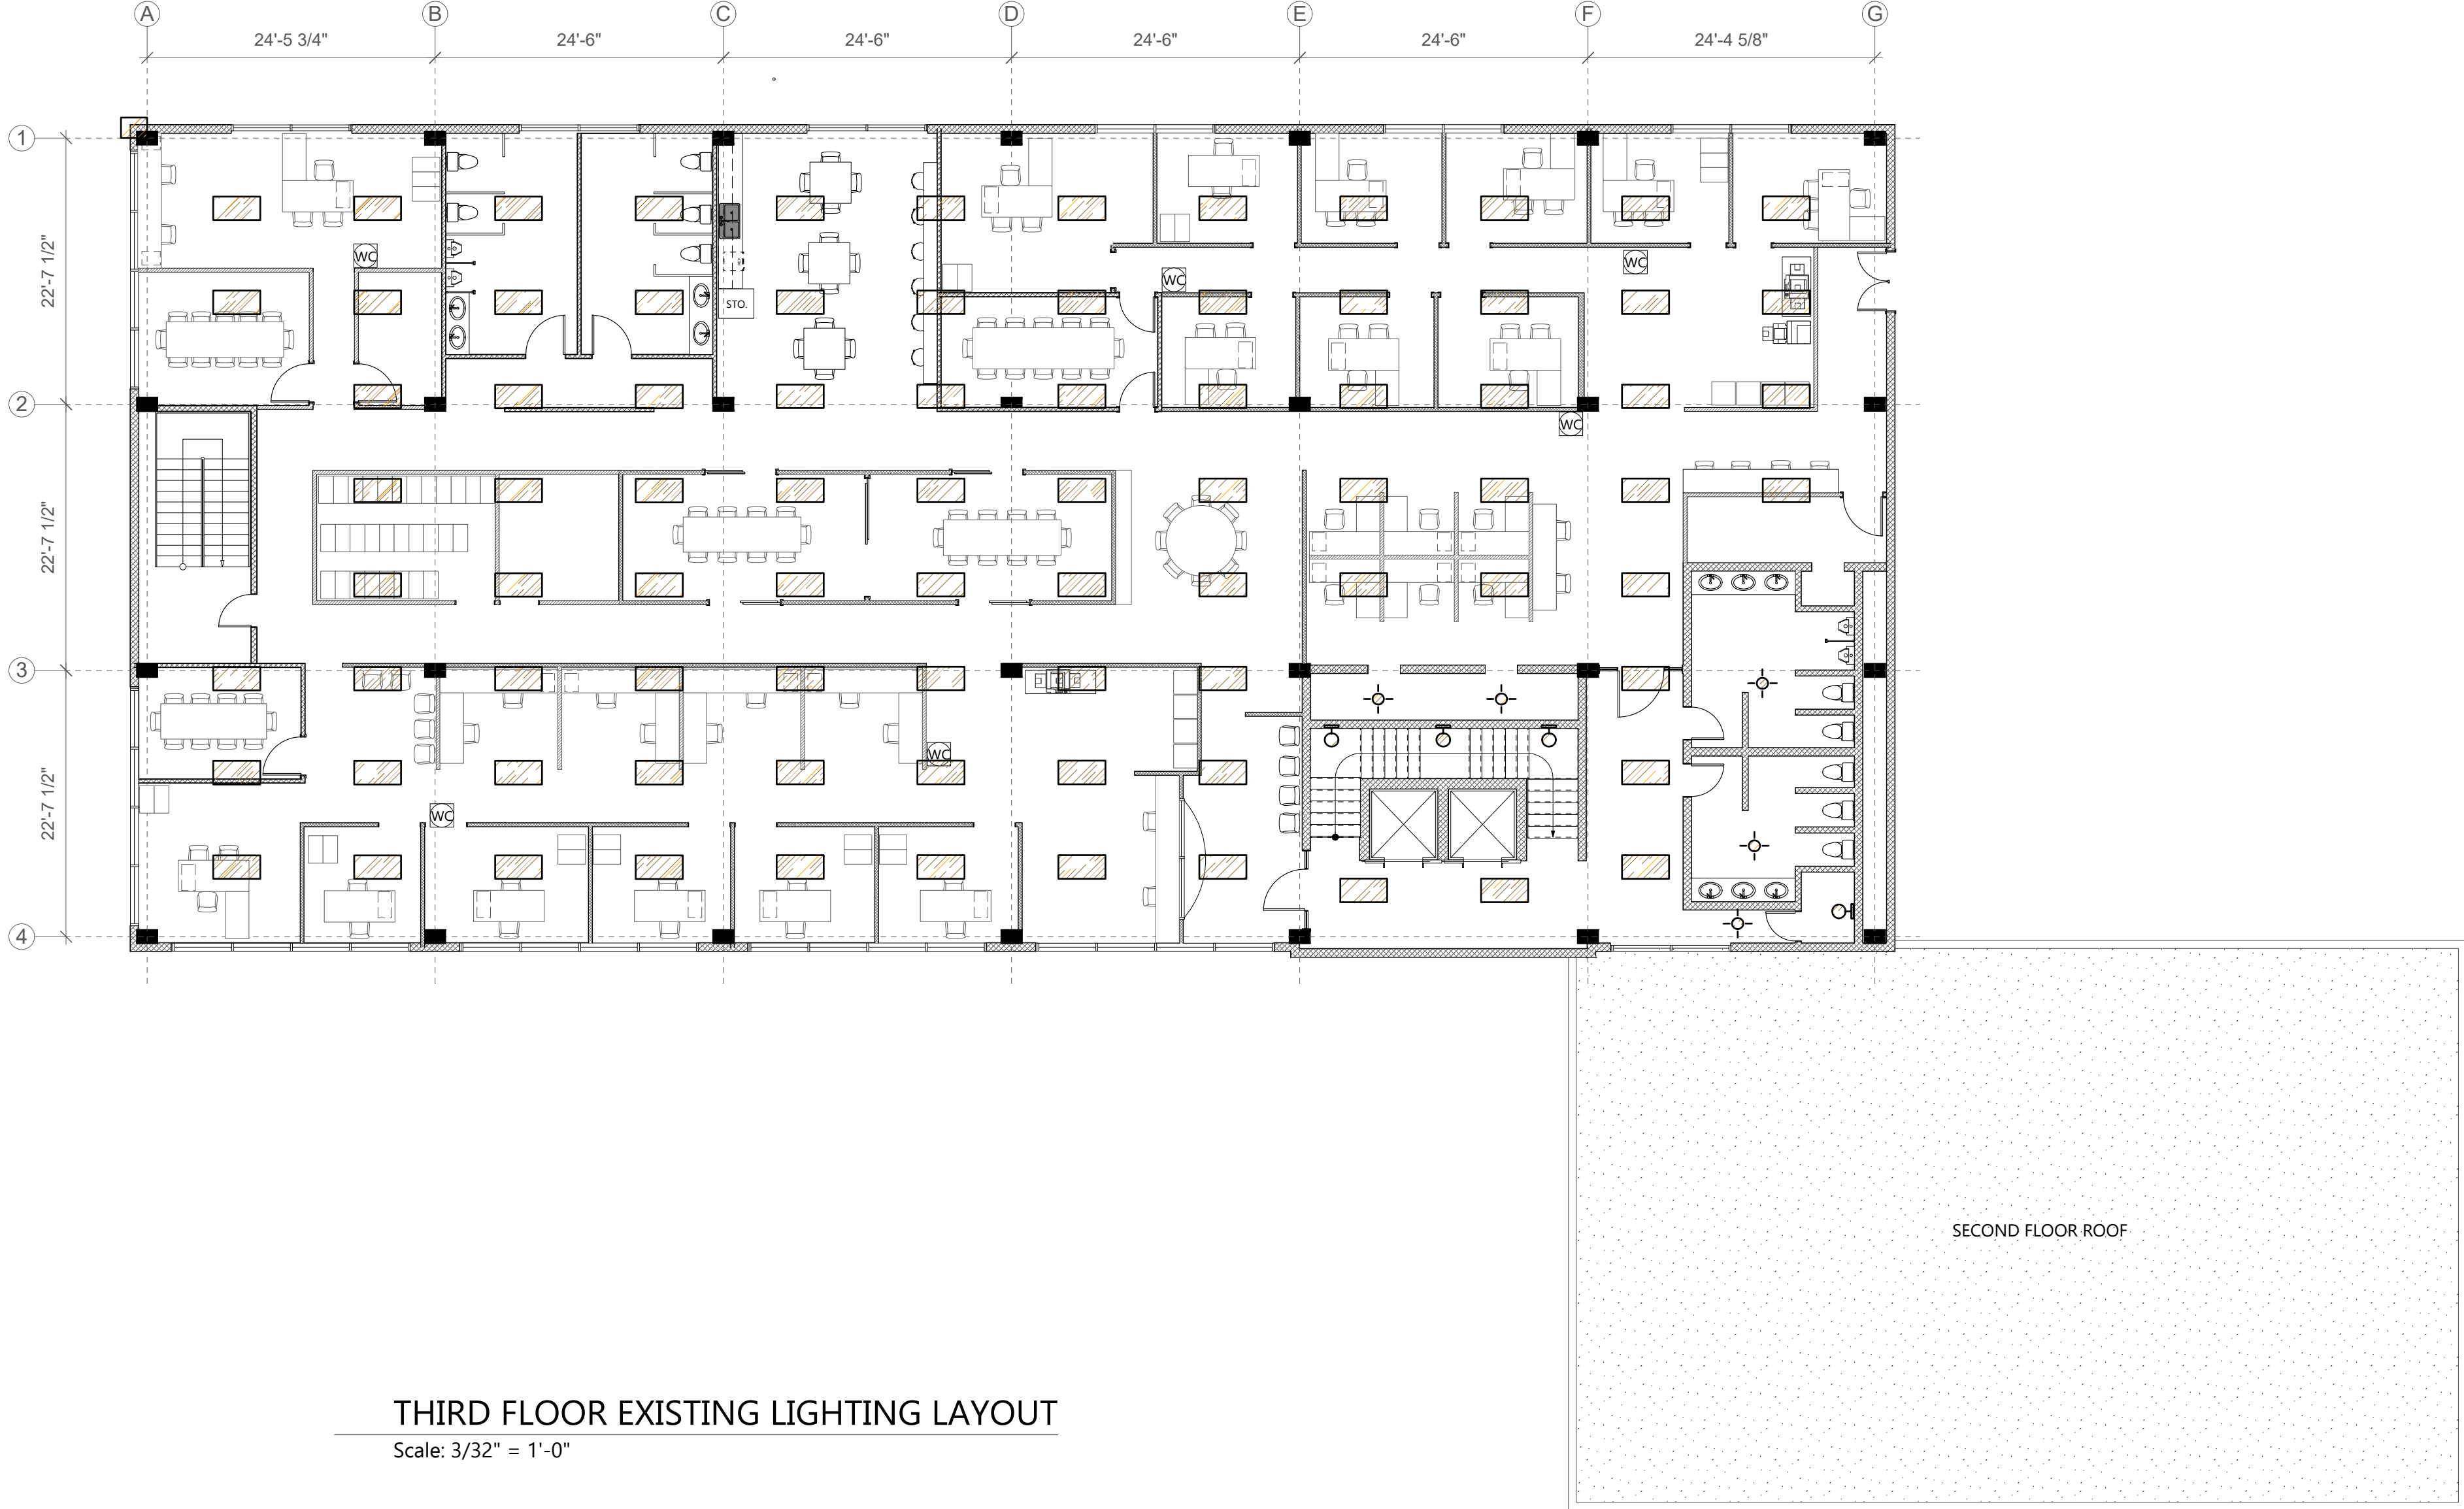 A B C D E F G
24'-5 3/4" 24'-6" 24'-6" 24'-6" 24'-6" 24'-4 5/8"
1
22'-7 1/2"
WC
WC
WC
STO.
2
WC
22'-7 1/2"
3
WC
22'-7 1/2"
WC
4
SECOND FLOOR ROOF
THIRD FLOOR EXISTING LIGHTING LAYOUT
Scale: 3/32" = 1'-0"